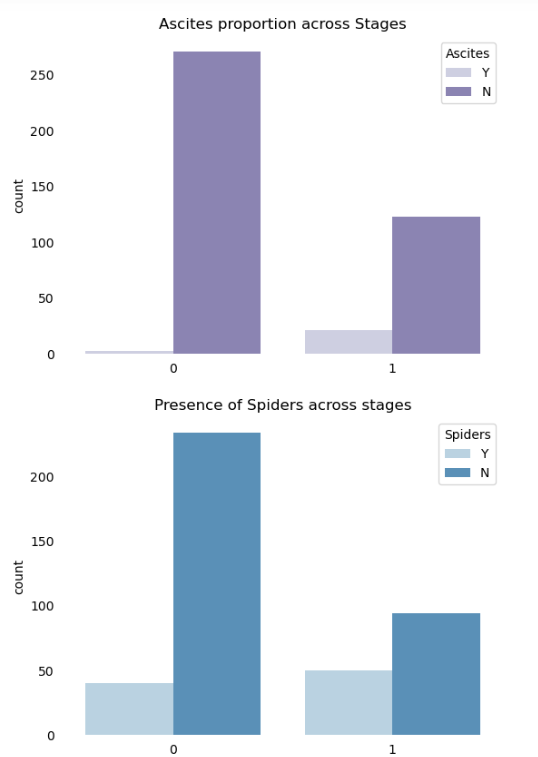 Ascites proportion across Stages
Ascites
Y
N
250
200
150
100
50
0
count
0
1
Presence of Spiders across stages
Spiders
Y
N
200
150
100
50
0
count
0
1